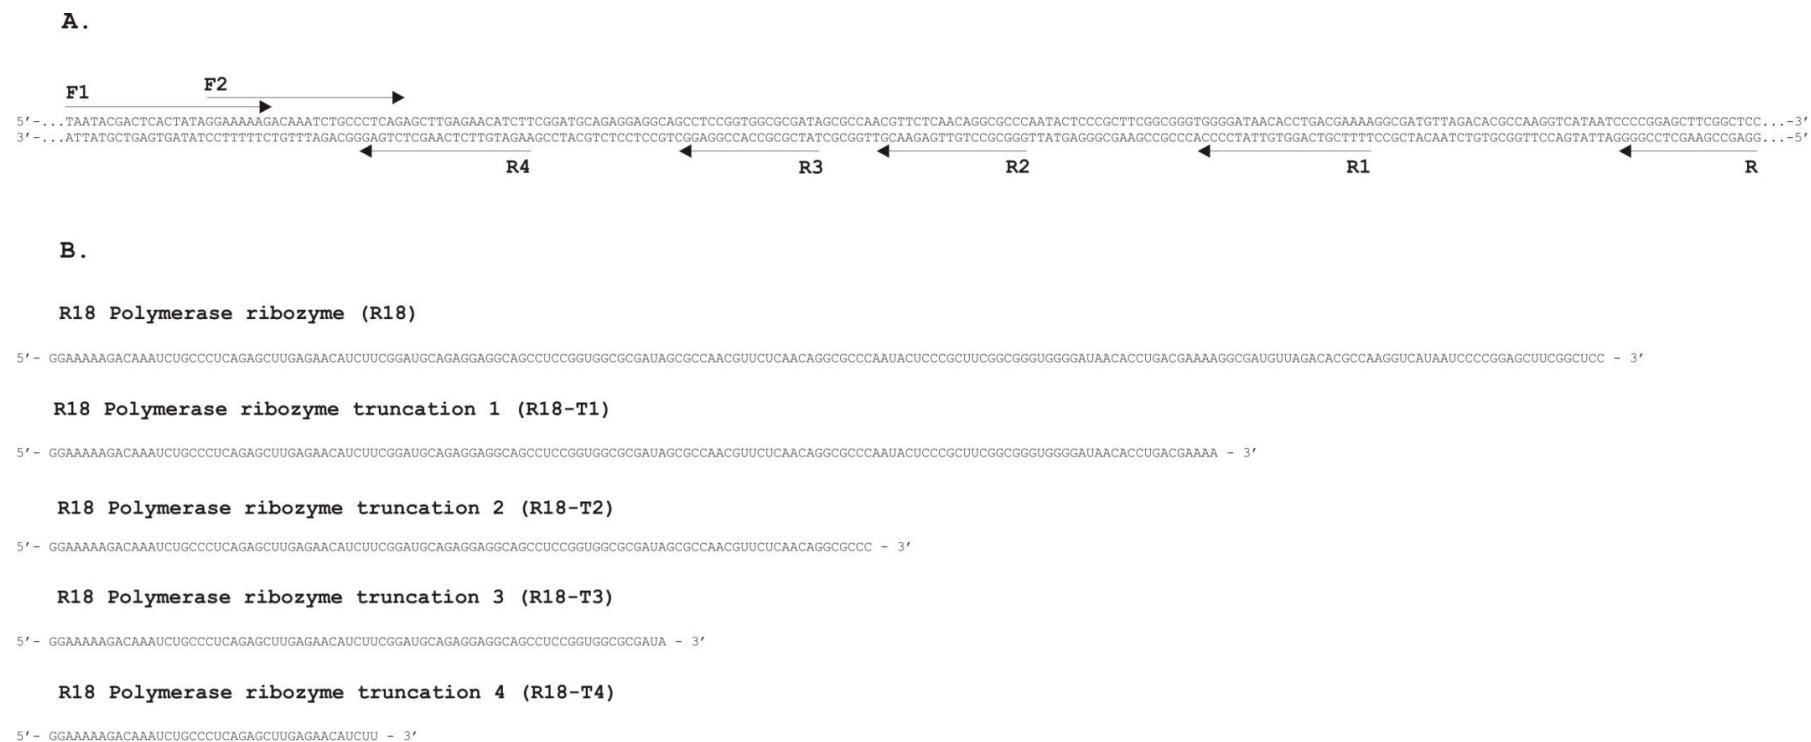 A.
F2
F1
5′-...TAATACGACTCACTATAGGAAAAAGACAAATCTGCCCTCAGAGCTTGAGAACATCTTCGGATGCAGAGGAGGCAGCCTCCGGTGGCGCGATAGCGCCAACGTTCTCAACAGGCGCCCAATACTCCCGCTTCGGCGGGTGGGGATAACACCTGACGAAAAGGCGATGTTAGACACGCCAAGGTCATAATCCCCGGAGCTTCGGCTCC...-3′
3′-...ATTATGCTGAGTGATATCCTTTTTCTGTTTAGACGGGAGTCTCGAACTCTTGTAGAAGCCTACGTCTCCTCCGTCGGAGGCCACCGCGCTATCGCGGTTGCAAGAGTTGTCCGCGGGTTATGAGGGCGAAGCCGCCCACCCCTATTGTGGACTGCTTTTCCGCTACAATCTGTGCGGTTCCAGTATTAGGGGCCTCGAAGCCGAGG...-5′
R4 R3 R2 R1 R
B.
R18 Polymerase ribozyme (R18)
5′- GGAAAAAGACAAAUCUGCCCUCAGAGCUUGAGAACAUCUUCGGAUGCAGAGGAGGCAGCCUCCGGUGGCGCGAUAGCGCCAACGUUCUCAACAGGCGCCCAAUACUCCCGCUUCGGCGGGUGGGGAUAACACCUGACGAAAAGGCGAUGUUAGACACGCCAAGGUCAUAAUCCCCGGAGCUUCGGCUCC - 3′
R18 Polymerase ribozyme truncation 1 (R18-T1)
5′- GGAAAAAGACAAAUCUGCCCUCAGAGCUUGAGAACAUCUUCGGAUGCAGAGGAGGCAGCCUCCGGUGGCGCGAUAGCGCCAACGUUCUCAACAGGCGCCCAAUACUCCCGCUUCGGCGGGUGGGGAUAACACCUGACGAAAA - 3′
R18 Polymerase ribozyme truncation 2 (R18-T2)
5′- GGAAAAAGACAAAUCUGCCCUCAGAGCUUGAGAACAUCUUCGGAUGCAGAGGAGGCAGCCUCCGGUGGCGCGAUAGCGCCAACGUUCUCAACAGGCGCCC - 3′
R18 Polymerase ribozyme truncation 3 (R18-T3)
5′- GGAAAAAGACAAAUCUGCCCUCAGAGCUUGAGAACAUCUUCGGAUGCAGAGGAGGCAGCCUCCGGUGGCGCGAUA - 3′
R18 Polymerase ribozyme truncation 4 (R18-T4)
5′- GGAAAAAGACAAAUCUGCCCUCAGAGCUUGAGAACAUCUU - 3′